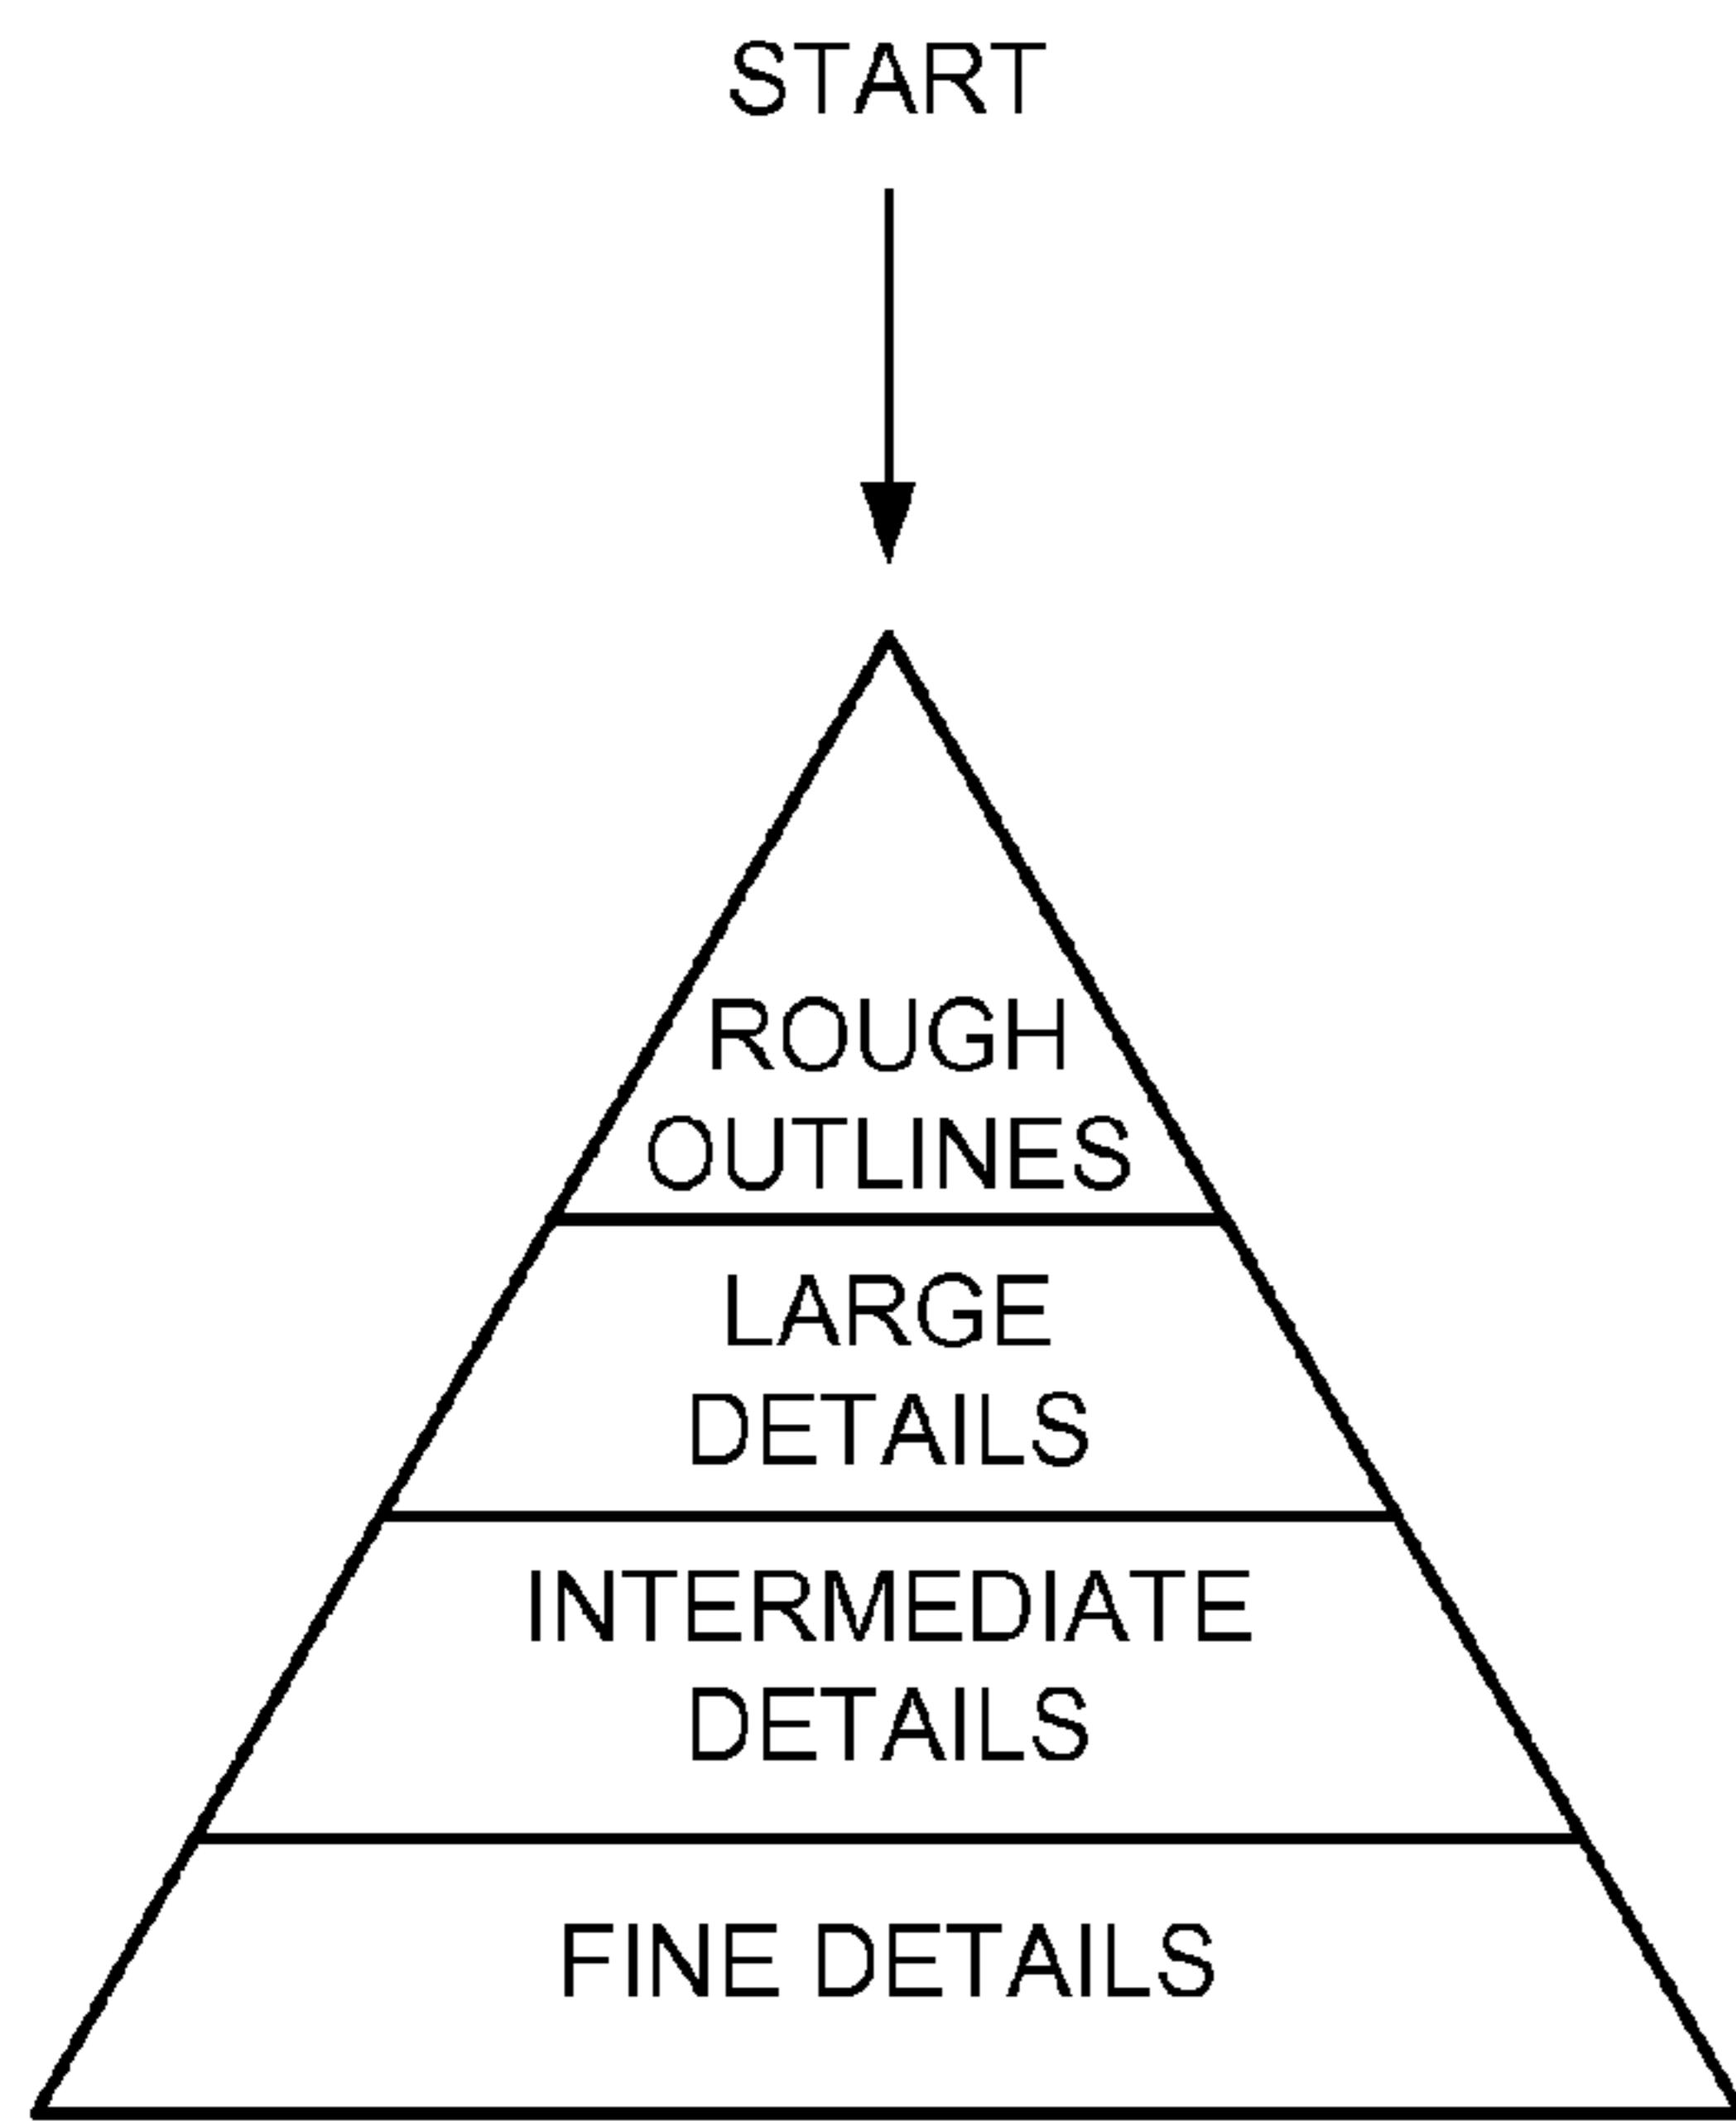 START
ROUGH
OUTLINES
LARGE
DETAILS
INTERMEDIATE
DETAILS
FINE DETAILS